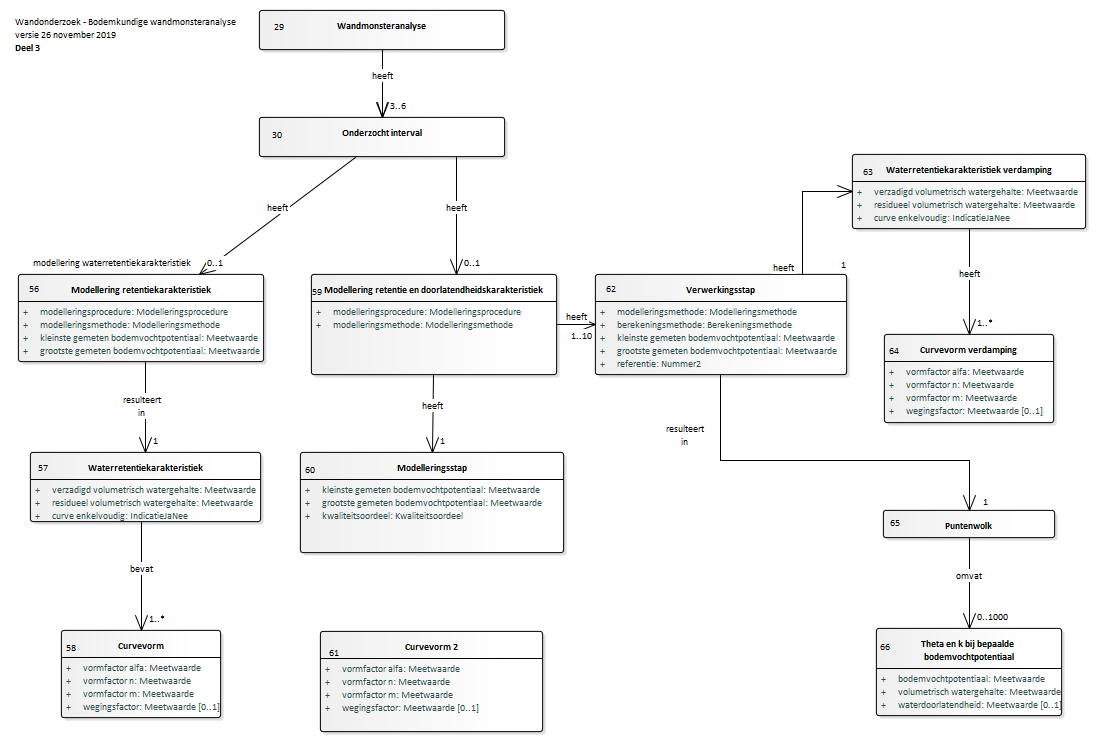 Wandonderzoek - Bodemkundige wandmonsteranalyse
versie 26 november 2019
Deel 3
29 Wandmonsteranalyse
heeft
3..6
30 Onderzocht interval
heeft
heeft
modellering waterretentiekarakteristiek 0..1
0..1
56 Modellering retentiekarakteristiek
+ modelleringsprocedure: Modelleringsprocedure
+ modelleringsmethode: Modelleringsmethode
+ kleinste gemeten bodemvochtpotentiaal: Meetwaarde
+ grootste gemeten bodemvochtpotentiaal: Meetwaarde
59 Modellering retentie en doorlatendheidskarakteristiek
+ modelleringsprocedure: Modelleringsprocedure
+ modelleringsmethode: Modelleringsmethode
heeft
1..10
62 Verwerkingsstap
+ modelleringsmethode: Modelleringsmethode
+ berekeningsmethode: Berekeningsmethode
+ kleinste gemeten bodemvochtpotentiaal: Meetwaarde
+ grootste gemeten bodemvochtpotentiaal: Meetwaarde
+ referentie: Nummer2
heeft 1
63 Waterretentiekarakteristiek verdamping
+ verzadigd volumetrisch watergehalte: Meetwaarde
+ residueel volumetrisch watergehalte: Meetwaarde
+ curve enkelvoudig: IndicatieJaNee
heeft
1..*
64 Curvevorm verdamping
+ vormfactor alfa: Meetwaarde
+ vormfactor n: Meetwaarde
+ vormfactor m: Meetwaarde
+ wegingsfactor: Meetwaarde [0..1]
resulteert
in
1
57 Waterretentiekarakteristiek
+ verzadigd volumetrisch watergehalte: Meetwaarde
+ residueel volumetrisch watergehalte: Meetwaarde
+ curve enkelvoudig: IndicatieJaNee
heeft
1
60 Modelleringsstap
+ kleinste gemeten bodemvochtpotentiaal: Meetwaarde
+ grootste gemeten bodemvochtpotentiaal: Meetwaarde
+ kwaliteitsoordeel: Kwaliteitsoordeel
resulteert
in
1
65 Puntenwolk
bevat
1..*
58 Curvevorm
+ vormfactor alfa: Meetwaarde
+ vormfactor n: Meetwaarde
+ vormfactor m: Meetwaarde
+ wegingsfactor: Meetwaarde [0..1]
61 Curvevorm 2
+ vormfactor alfa: Meetwaarde
+ vormfactor n: Meetwaarde
+ vormfactor m: Meetwaarde
+ wegingsfactor: Meetwaarde [0..1]
omvat
0..1000
66 Theta en k bij bepaalde
bodemvochtpotentiaal
+ bodemvochtpotentiaal: Meetwaarde
+ volumetrisch watergehalte: Meetwaarde
+ waterdoorlatendheid: Meetwaarde [0..1]